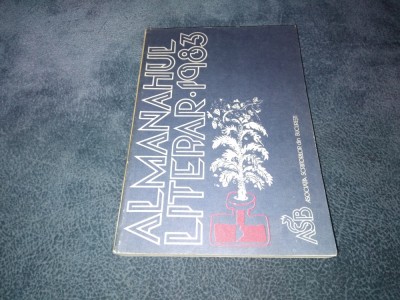 ALMANAHUL
LITERAR·1983
ASB
ASOCIAȚIA SCRIITORILOR din BUCUREȘTI